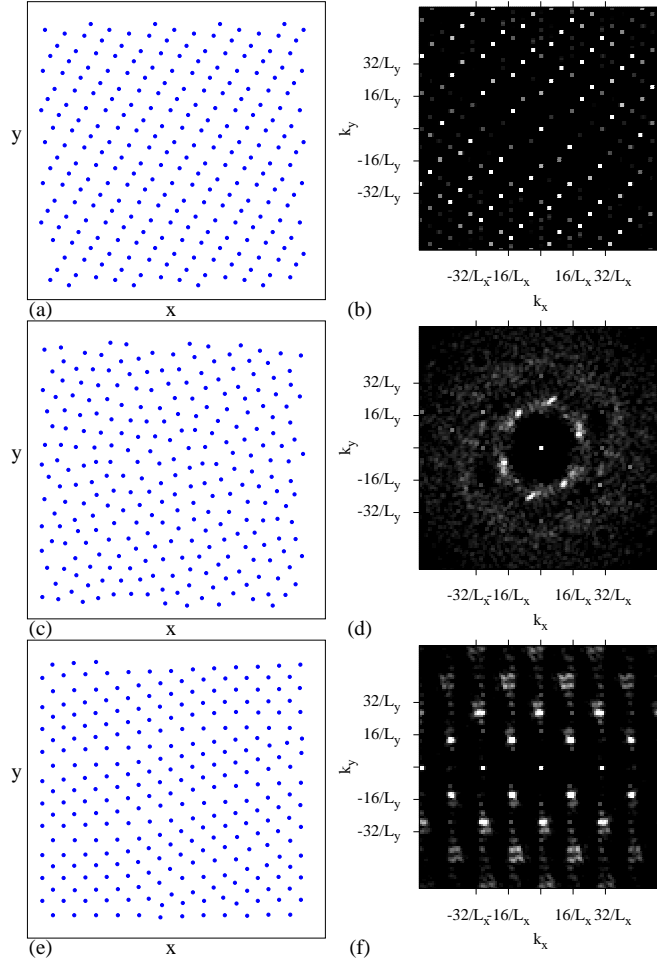 y
(a)
x
32/L_y
16/L_y
k_y
-16/L_y
-32/L_y
-32/L_x
-16/L_x
16/L_x
32/L_x
(b)
k_x
y
(c)
x
32/L_y
16/L_y
k_y
-16/L_y
-32/L_y
-32/L_x
-16/L_x
16/L_x
32/L_x
(d)
k_x
y
(e)
x
32/L_y
16/L_y
k_y
-16/L_y
-32/L_y
-32/L_x
-16/L_x
16/L_x
32/L_x
(f)
k_x